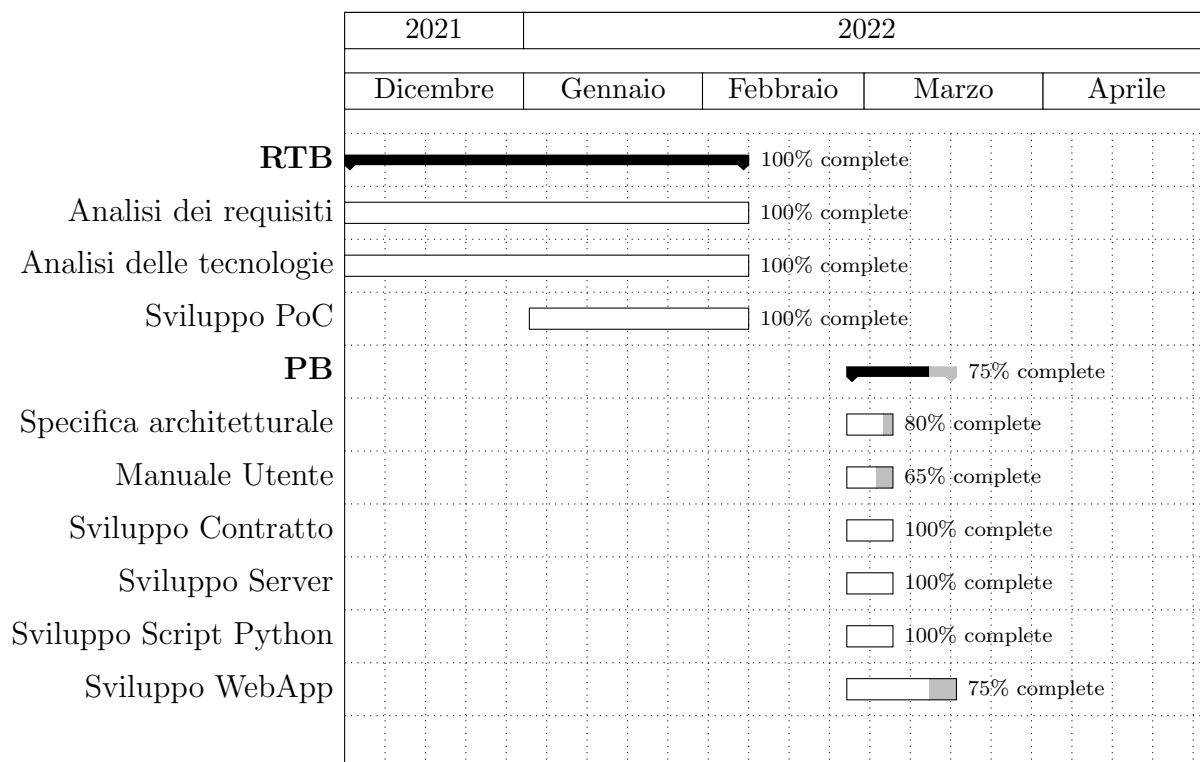 2021 2022
Dicembre Gennaio Febbraio Marzo Aprile
RTB 100% complete
Analisi dei requisiti 100% complete
Analisi delle tecnologie 100% complete
Sviluppo PoC 100% complete
PB 75% complete
Specifica architetturale 80% complete
Manuale Utente 65% complete
Sviluppo Contratto 100% complete
Sviluppo Server 100% complete
Sviluppo Script Python 100% complete
Sviluppo WebApp 75% complete